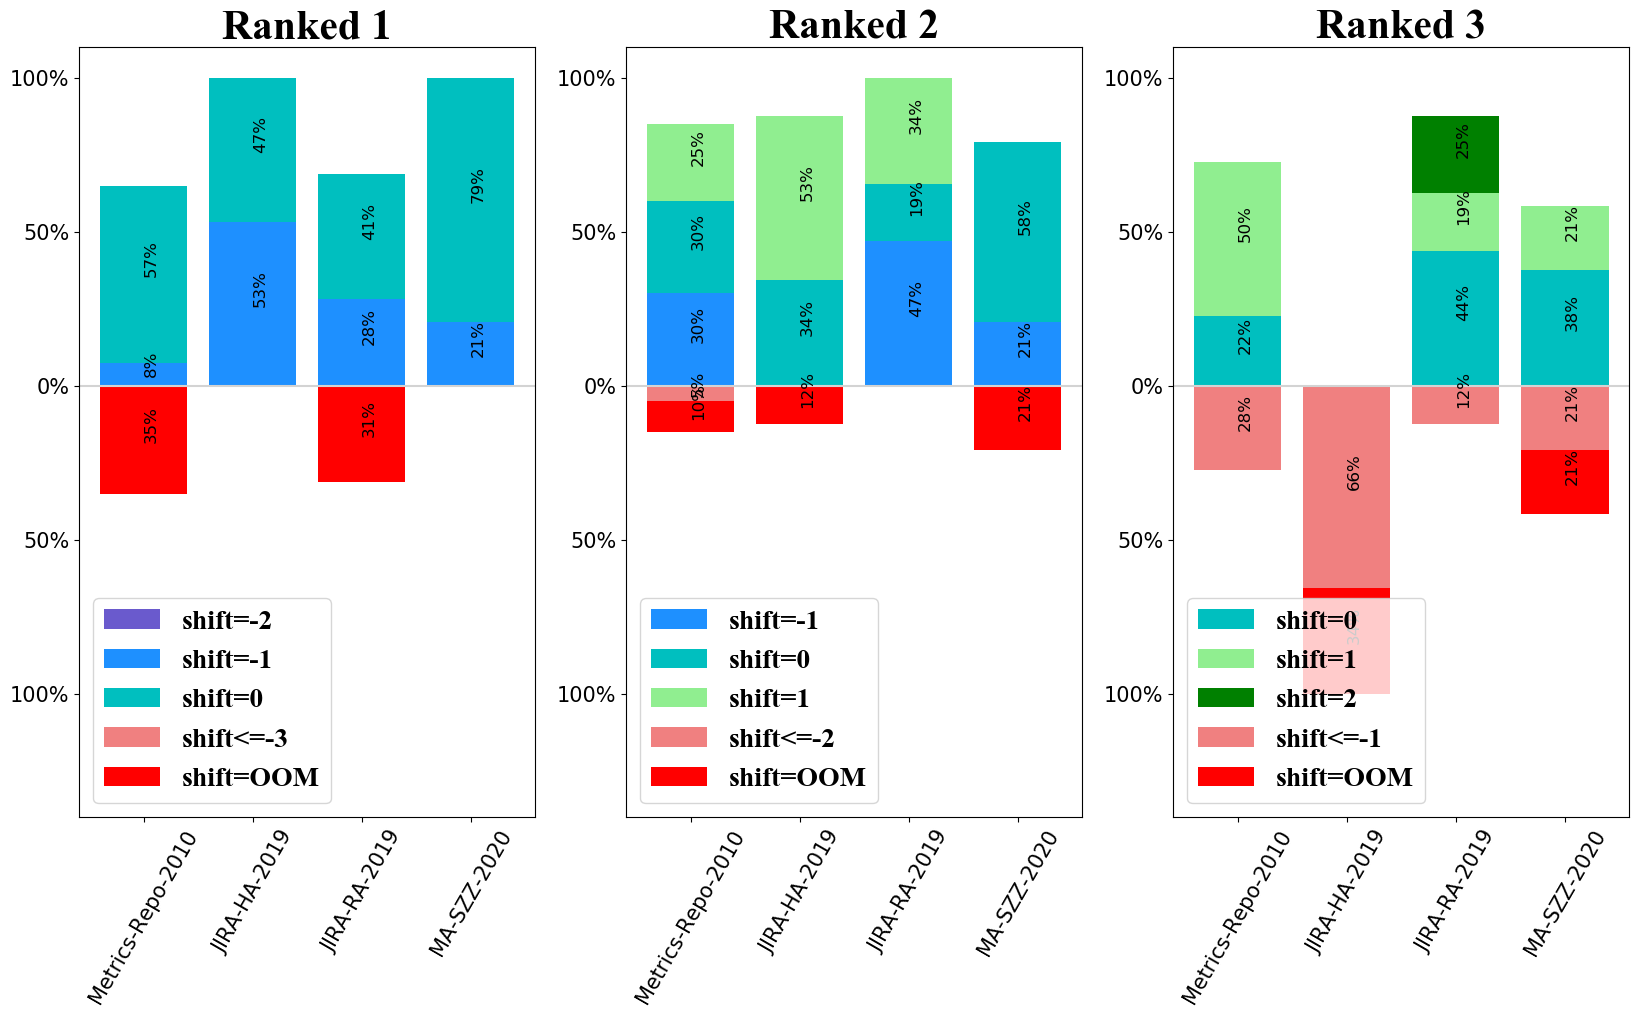 Ranked 1
100%
50%
0%
50%
100%
57%
8%
35%
47%
53%
41%
28%
31%
79%
21%
shift=-2
shift=-1
shift=0
shift<=-3
shift=OOM
Metrics-Repo-2010
JIRA-HA-2019
JIRA-RA-2019
MA-SZZ-2020
Ranked 2
100%
50%
0%
50%
100%
25%
30%
30%
10%
53%
34%
12%
34%
19%
47%
58%
21%
21%
shift=-1
shift=0
shift=1
shift<=-2
shift=OOM
Metrics-Repo-2010
JIRA-HA-2019
JIRA-RA-2019
MA-SZZ-2020
Ranked 3
100%
50%
0%
50%
100%
50%
22%
28%
66%
25%
19%
44%
12%
21%
38%
21%
21%
shift=0
shift=1
shift=2
shift<=-1
shift=OOM
Metrics-Repo-2010
JIRA-HA-2019
JIRA-RA-2019
MA-SZZ-2020